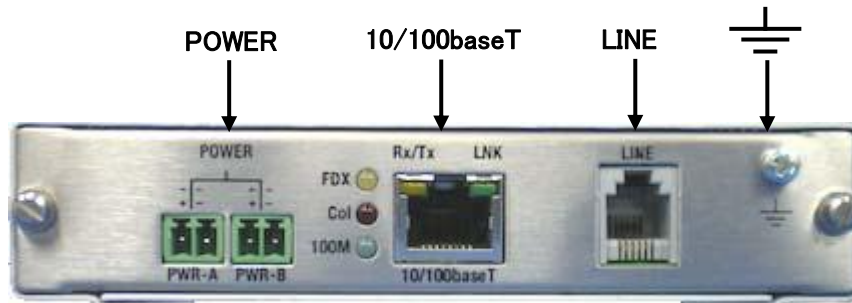 POWER 10/100baseT LINE
POWER Rx/Tx LNK LINE
FDX
- - - -
+ - + -
Col
100M
PWR-A PWR-B 10/100baseT